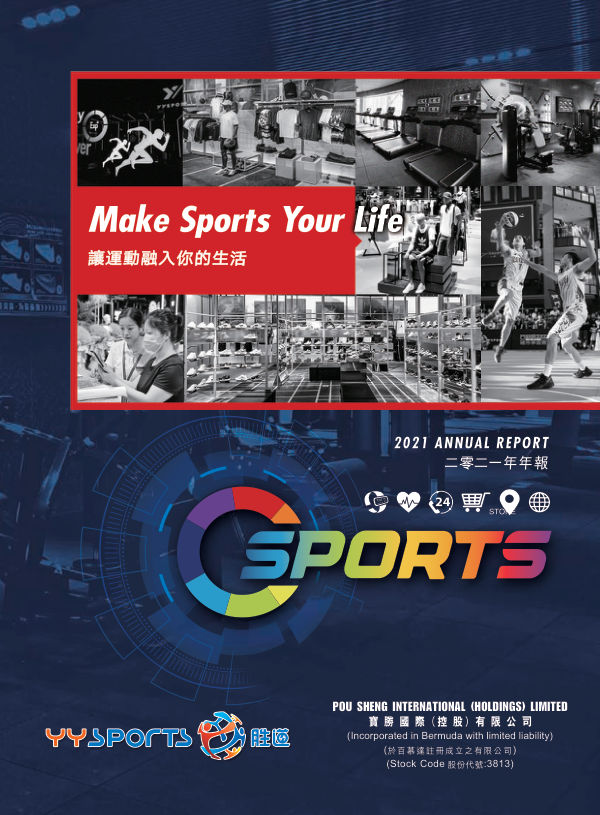 YYSPORTS
Make Sports Your Life
讓運動融入你的生活
2021 ANNUAL REPORT
二零二一年年報
24
STORE
SPORTS
POU SHENG INTERNATIONAL (HOLDINGS) LIMITED
寶勝國際(控股)有限公司
(Incorporated in Bermuda with limited liability)
(於百慕達註冊成立之有限公司)
(Stock Code 股份代號:3813)
YYSPORTS 胜道